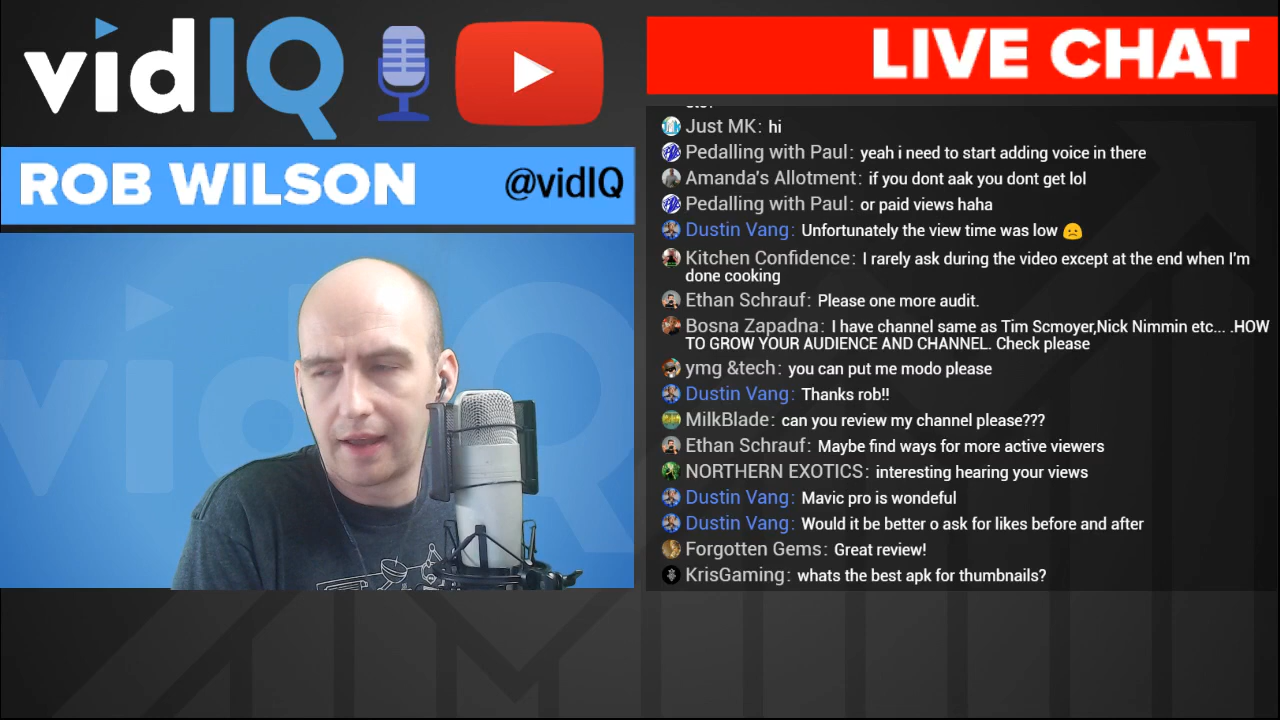 vidIQ
LIVE CHAT
ROB WILSON
@vidIQ
Just MK: hi
Pedalling with Paul: yeah i need to start adding voice in there
Amanda's Allotment: if you dont aak you dont get lol
Pedalling with Paul: or paid views haha
Dustin Vang: Unfortunately the view time was low
Kitchen Confidence: I rarely ask during the video except at the end when I'm
done cooking
Ethan Schrauf: Please one more audit.
Bosna Zapadna: I have channel same as Tim Scmoyer,Nick Nimmin etc... .HOW
TO GROW YOUR AUDIENCE AND CHANNEL. Check please
ymg &tech: you can put me modo please
Dustin Vang: Thanks rob!!
MilkBlade: can you review my channel please???
Ethan Schrauf: Maybe find ways for more active viewers
NORTHERN EXOTICS: interesting hearing your views
Dustin Vang: Mavic pro is wondeful
Dustin Vang: Would it be better o ask for likes before and after
Forgotten Gems: Great review!
KrisGaming: whats the best apk for thumbnails?